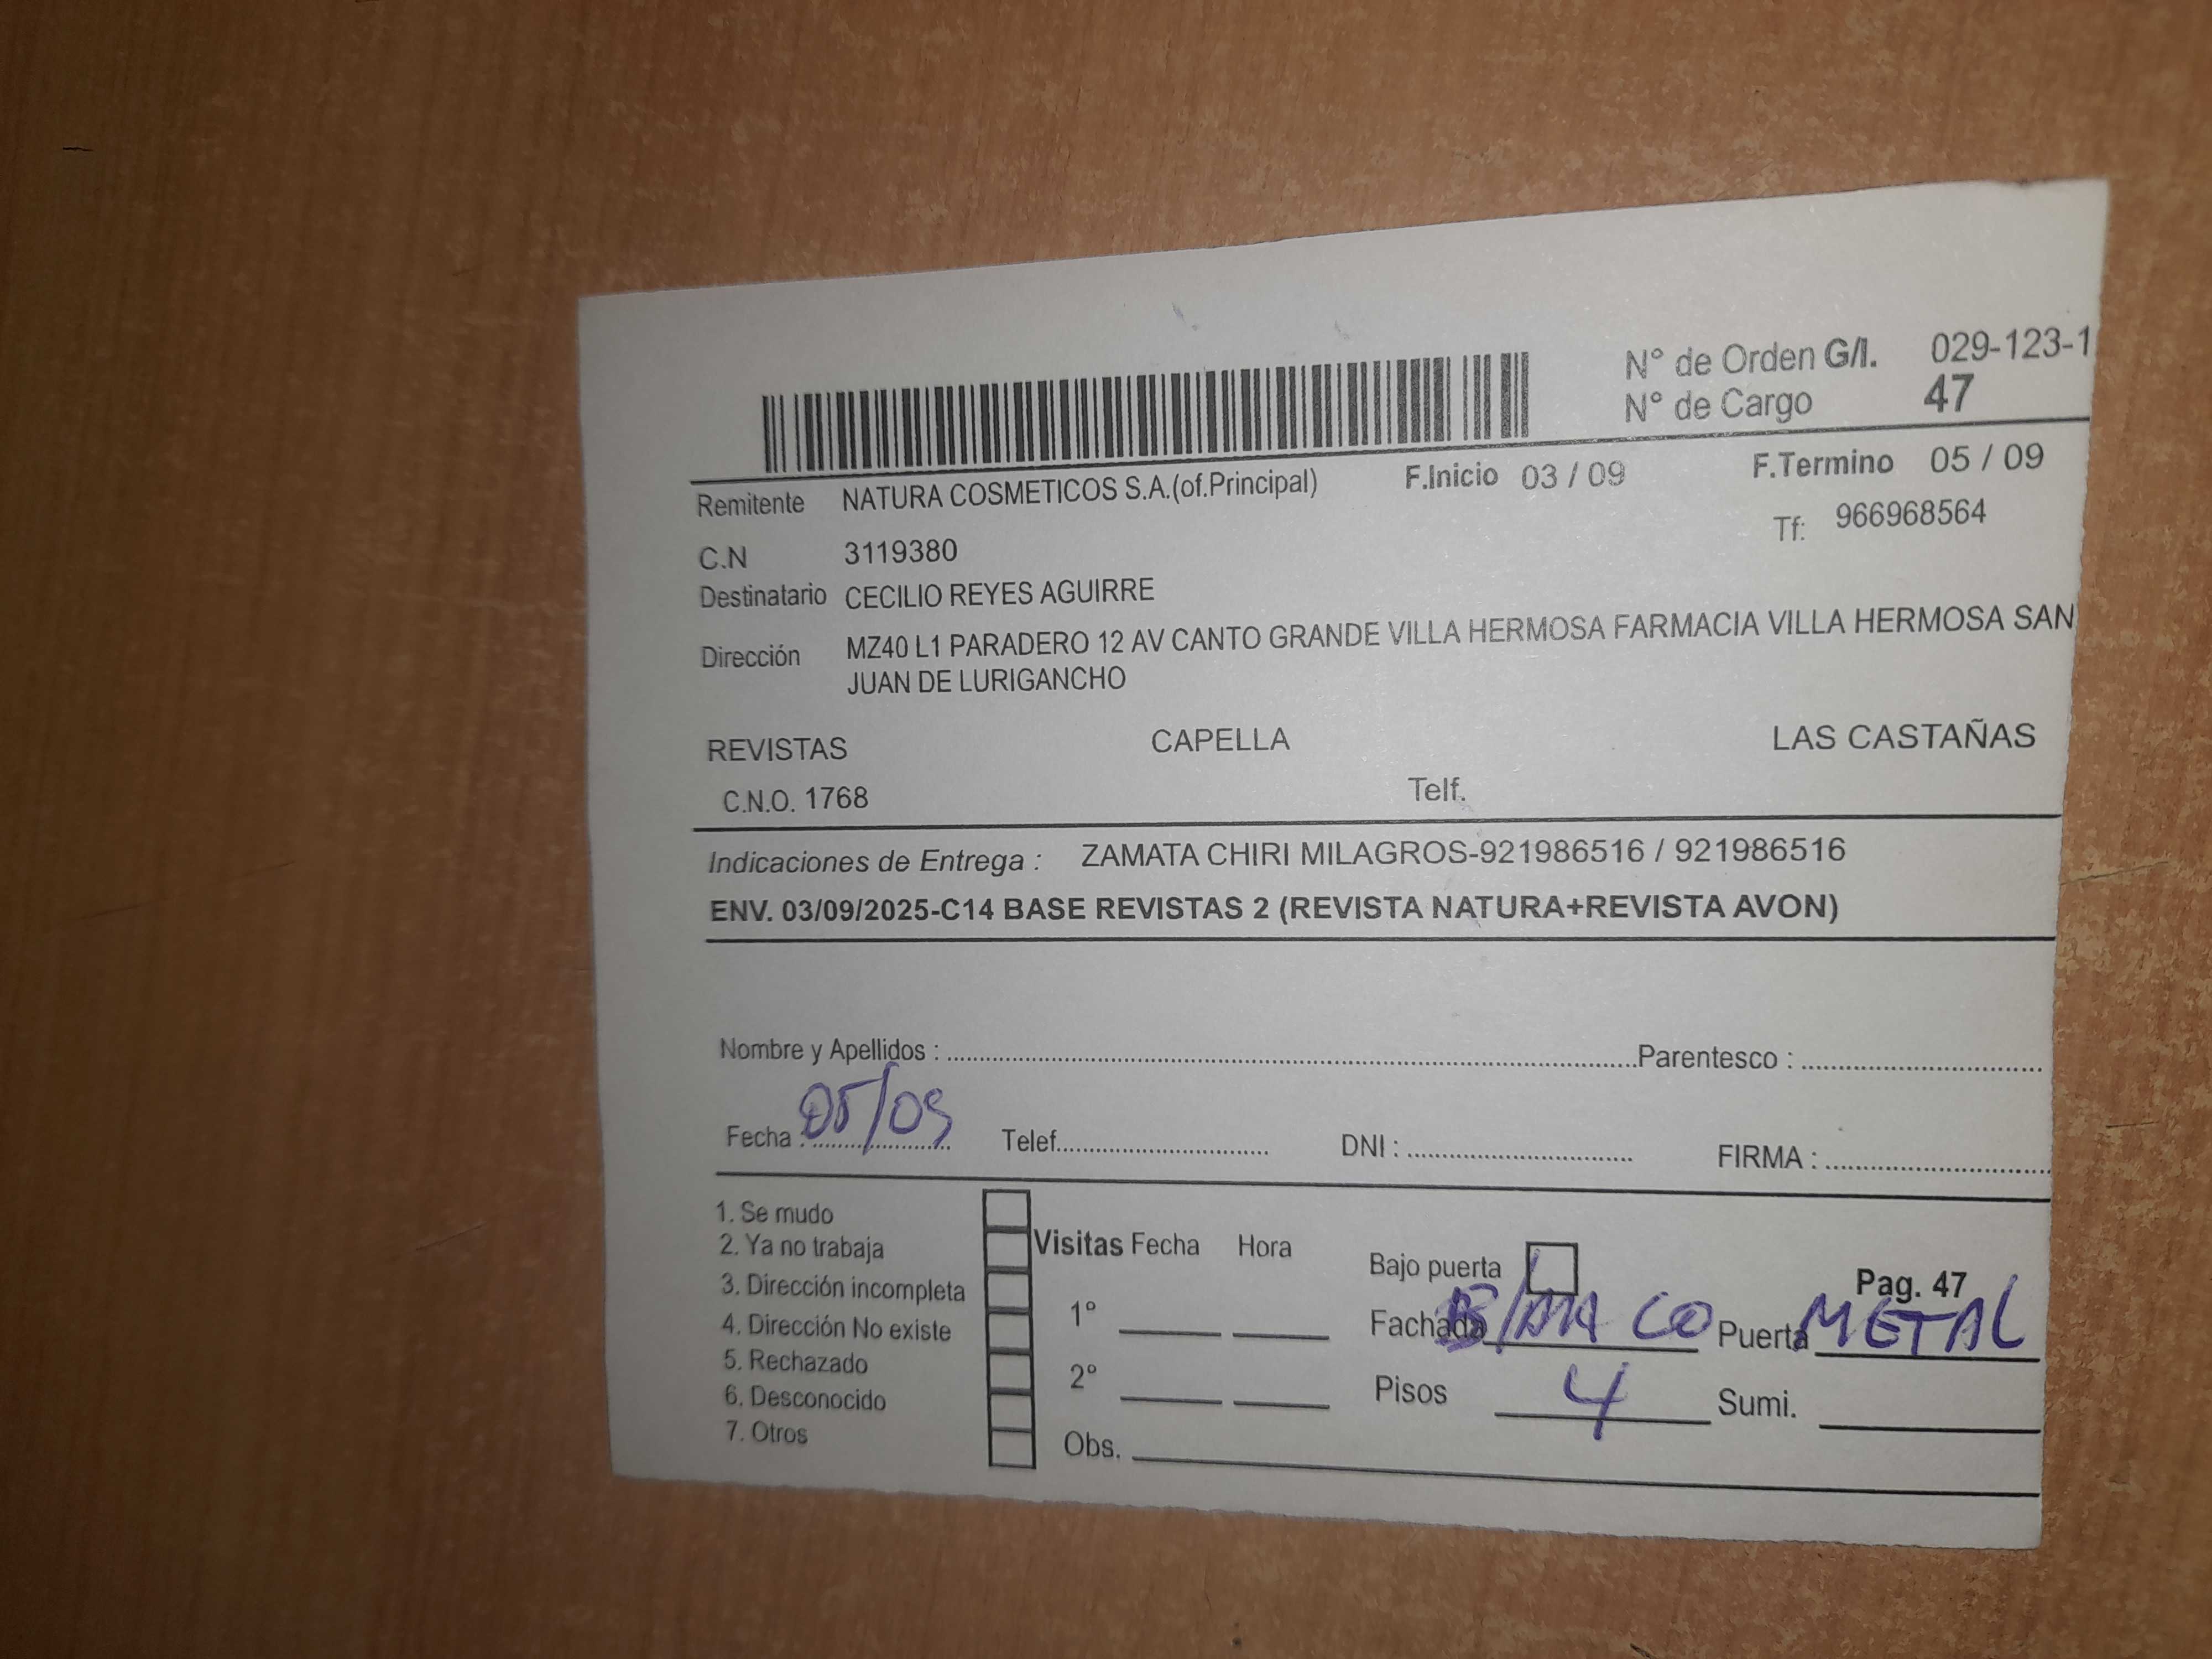 N° de Orden G/I. 029-123-1
N° de Cargo 47
Remitente NATURA COSMETICOS S.A.(of.Principal) F.Inicio 03 / 09 F.Termino 05 / 09
C.N 3119380 Tf: 966968564
Destinatario CECILIO REYES AGUIRRE
Dirección MZ40 L1 PARADERO 12 AV CANTO GRANDE VILLA HERMOSA FARMACIA VILLA HERMOSA SAN
JUAN DE LURIGANCHO
REVISTAS CAPELLA LAS CASTAÑAS
C.N.O. 1768 Telf.
Indicaciones de Entrega : ZAMATA CHIRI MILAGROS-921986516 / 921986516
ENV. 03/09/2025-C14 BASE REVISTAS 2 (REVISTA NATURA+REVISTA AVON)
Nombre y Apellidos : Parentesco :
Fecha : 05/09 Telef. DNI : FIRMA :
1. Se mudo
2. Ya no trabaja Visitas Fecha Hora Bajo puerta Pag. 47
3. Dirección incompleta
4. Dirección No existe 1° Fachada BlanCO Puerta METAL
5. Rechazado
6. Desconocido 2° Pisos 4 Sumi.
7. Otros Obs.